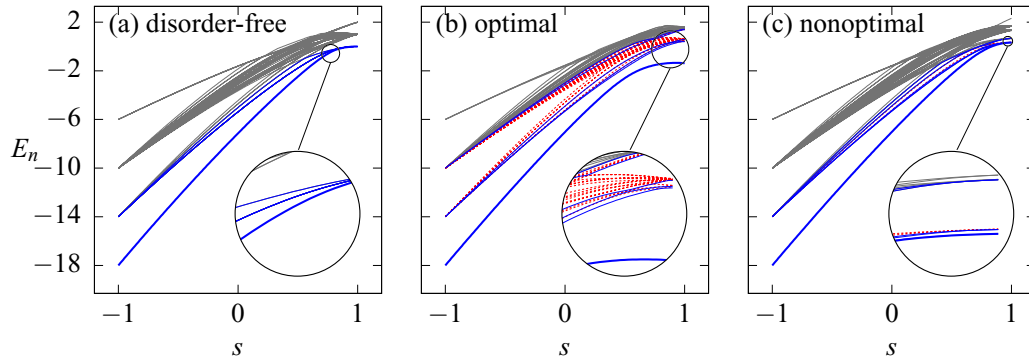 (a) disorder-free
(b) optimal
(c) nonoptimal
2
−2
−6
−10
−14
−18
E_n
−1 0 1
−1 0 1
−1 0 1
s
s
s